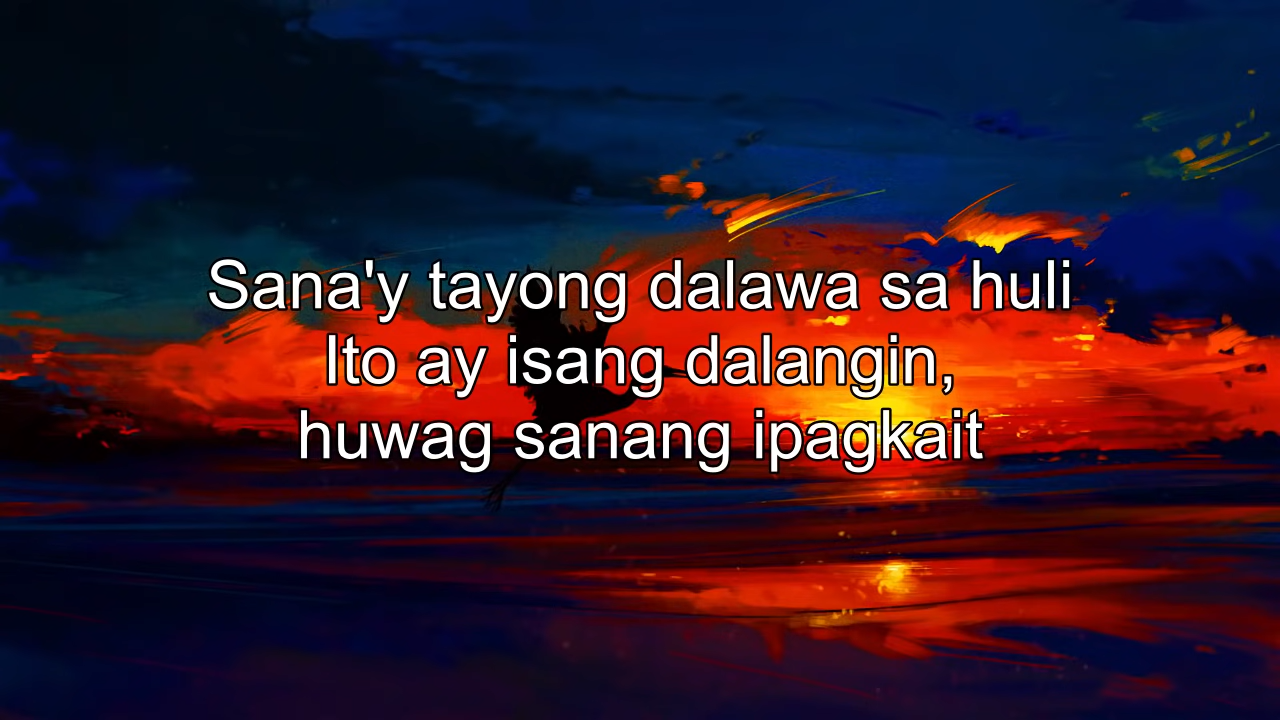 Sana'y tayong dalawa sa huli
Ito ay isang dalangin,
huwag sanang ipagkait